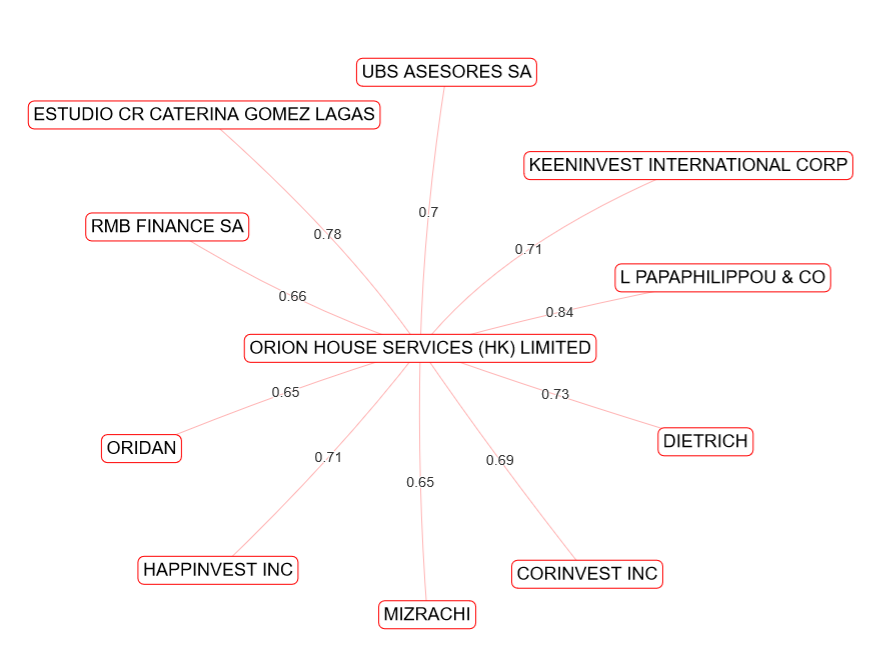 UBS ASESORES SA
ESTUDIO CR CATERINA GOMEZ LAGAS
KEENINVEST INTERNATIONAL CORP
0.7
RMB FINANCE SA
0.78
0.71
L PAPAPHILIPPOU & CO
0.66
0.84
ORION HOUSE SERVICES (HK) LIMITED
0.65
0.73
DIETRICH
ORIDAN
0.71
0.69
0.65
HAPPINVEST INC
CORINVEST INC
MIZRACHI